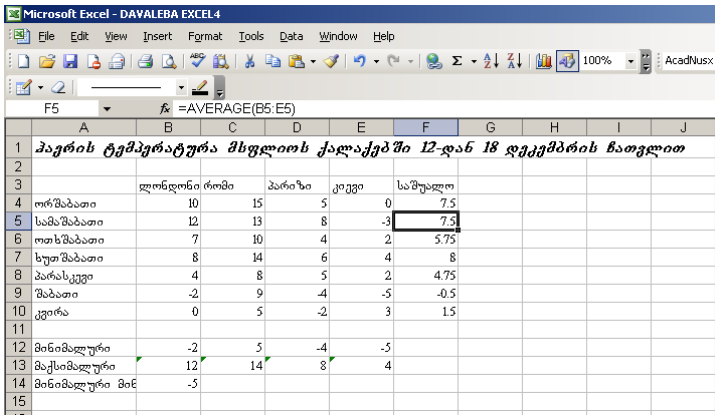 Microsoft Excel - DAVALEBA EXCEL4
File Edit View Insert Format Tools Data Window Help
100% AcadNusx
F5 fx =AVERAGE(B5:E5)
A B C D E F G H I J
1 ჰაერის ტემპერატურა მსფლიოს ქალაქებში 12-დან 18 დეკემბრის ჩათვლით
2
3 ლონდონი რომი პარიზი კიევი საშუალო
4 ორშაბათი 10 15 5 0 7.5
5 სამაშაბათი 12 13 8 -3 7.5
6 ოთხშაბათი 7 10 4 2 5.75
7 ხუთშაბათი 8 14 6 4 8
8 პარასკევი 4 8 5 2 4.75
9 შაბათი -2 9 -4 -5 -0.5
10 კვირა 0 5 -2 3 1.5
11
12 მინიმალური -2 5 -4 -5
13 მაქსიმალური 12 14 8 4
14 მინიმალური მინ -5
15